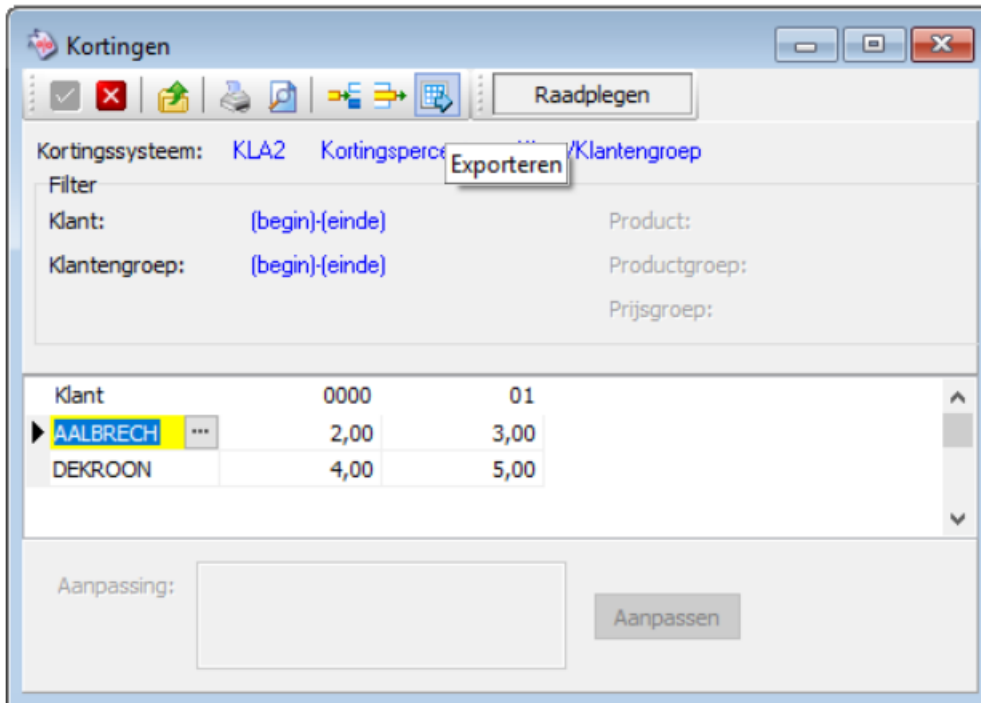 Kortingen
Raadplegen
Kortingssysteem: KLA2 /Klantengroep
Exporteren
Filter
Klant: (begin)-(einde) Product:
Klantengroep: (begin)-(einde) Productgroep:
Prijsgroep:
Klant 0000 01
AALBRECH ... 2,00 3,00
DEKROON 4,00 5,00
Aanpassing:
Aanpassen